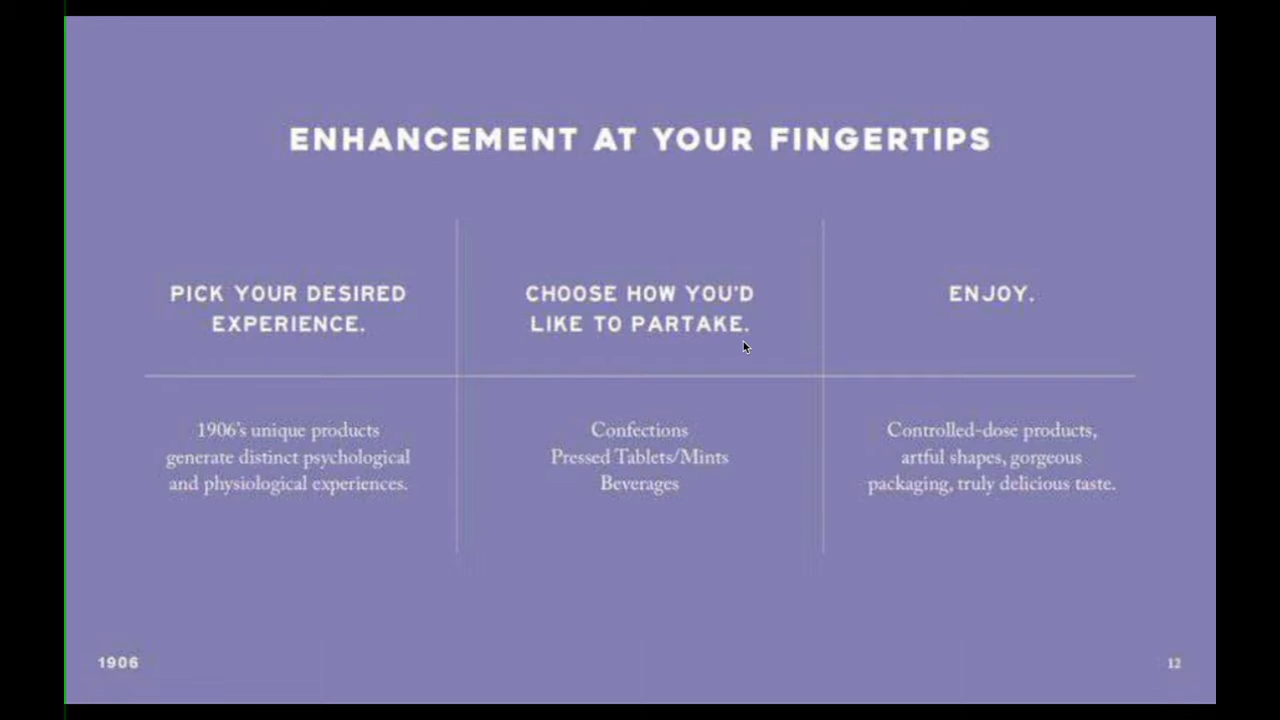 ENHANCEMENT AT YOUR FINGERTIPS
PICK YOUR DESIRED
EXPERIENCE.
1906's unique products
generate distinct psychological
and physiological experiences.
CHOOSE HOW YOU'D
LIKE TO PARTAKE.
Confections
Pressed Tablets/Mints
Beverages
ENJOY.
Controlled-dose products,
artful shapes, gorgeous
packaging, truly delicious taste.
1906
12